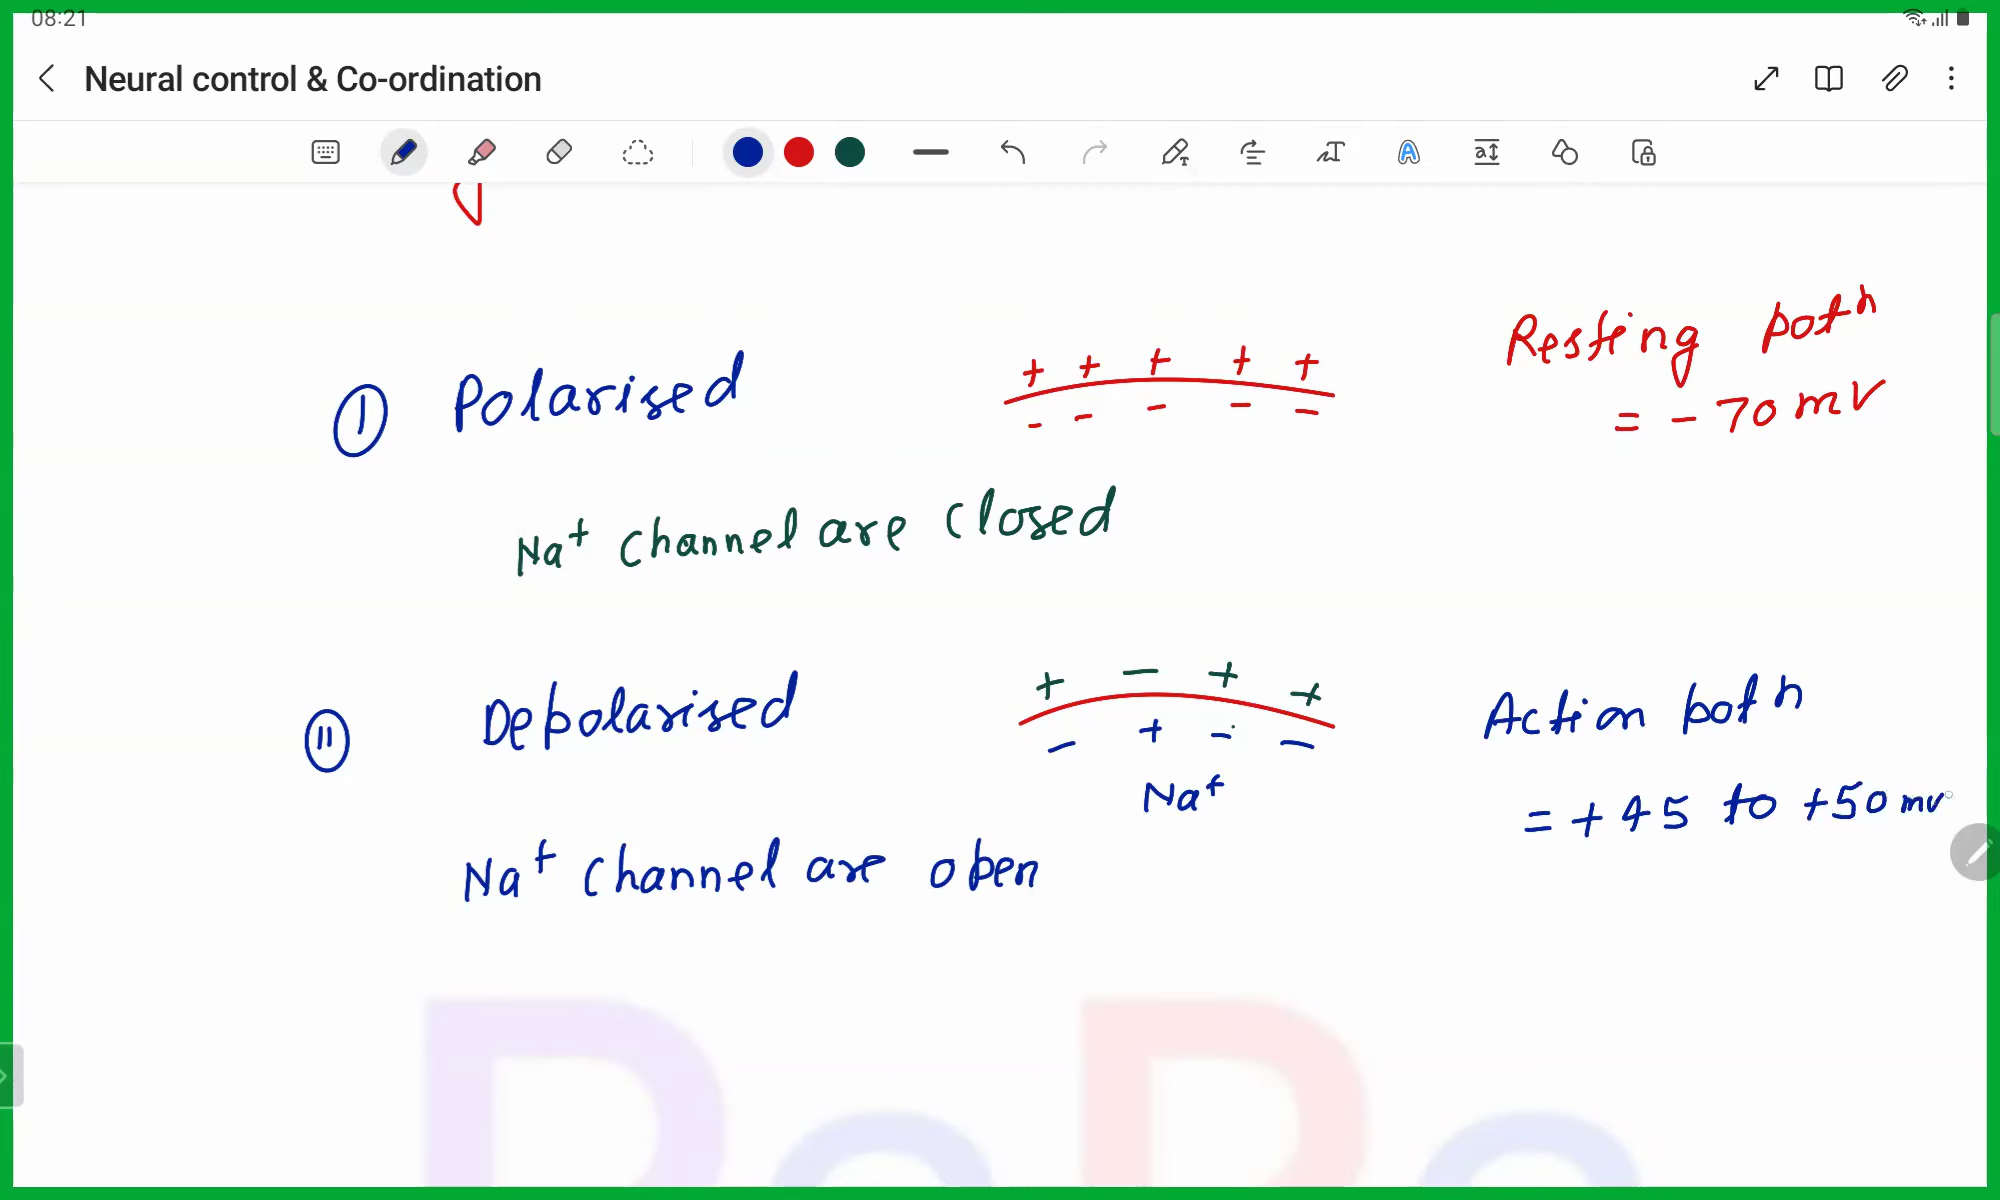 08:21
Neural control & Co-ordination
① Polarised
+ + + + +
- - - - -
Resting potⁿ
= - 70 mV
Na⁺ channel are closed
⑪ Depolarised
+ - + +
- + - -
Na⁺
Action potⁿ
= + 45 to +50 mv
Na⁺ channel are open